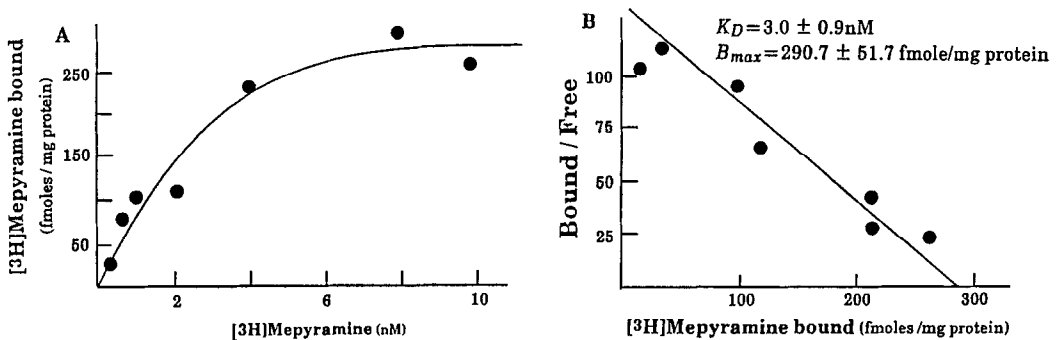 A
[³H]Mepyramine bound
(fmoles / mg protein)
250
150
50
2
6
10
[³H]Mepyramine (nM)
B
K_D=3.0 ± 0.9nM
B_max=290.7 ± 51.7 fmole/mg protein
Bound / Free
100
75
50
25
100
200
300
[³H]Mepyramine bound (fmoles /mg protein)